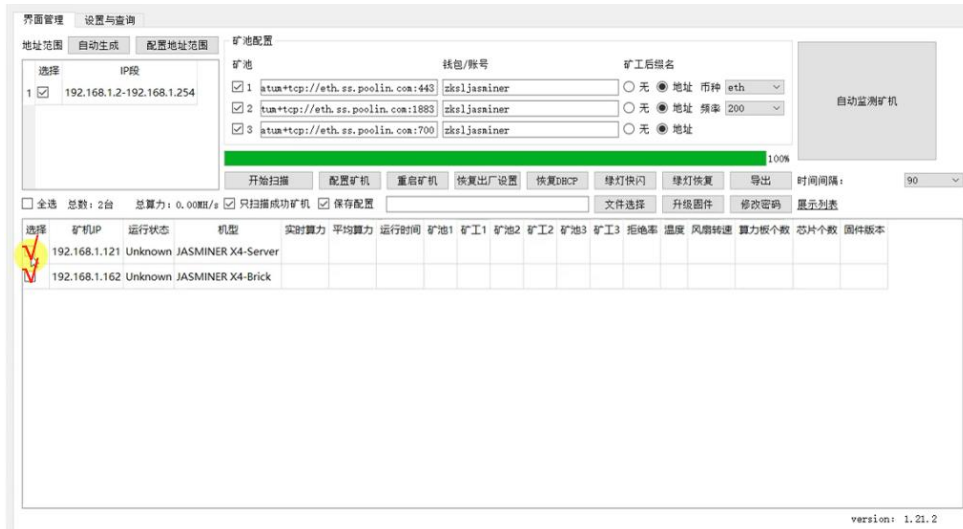 界面管理 设置与查询
地址范围 自动生成 配置地址范围
选择 IP段
1 192.168.1.2-192.168.1.254
矿池配置
矿池 钱包/账号 矿工后缀名
1 atum+tcp://eth.ss.poolin.com:443 zksljasminer 无 地址 币种 eth
2 tum+tcp://eth.ss.poolin.com:1883 zksljasminer 无 地址 频率 200
3 atum+tcp://eth.ss.poolin.com:700 zksljasminer 无 地址
自动监测矿机
100%
开始扫描 配置矿机 重启矿机 恢复出厂设置 恢复DHCP 绿灯快闪 绿灯恢复 导出 时间间隔: 90
全选 总数: 2台 总算力: 0.00MH/s 只扫描成功矿机 保存配置 文件选择 升级固件 修改密码 展示列表
选择 矿机IP 运行状态 机型 实时算力 平均算力 运行时间 矿池1 矿工1 矿池2 矿工2 矿池3 矿工3 拒绝率 温度 风扇转速 算力板个数 芯片个数 固件版本
192.168.1.121 Unknown JASMINER X4-Server
192.168.1.162 Unknown JASMINER X4-Brick
version: 1.21.2